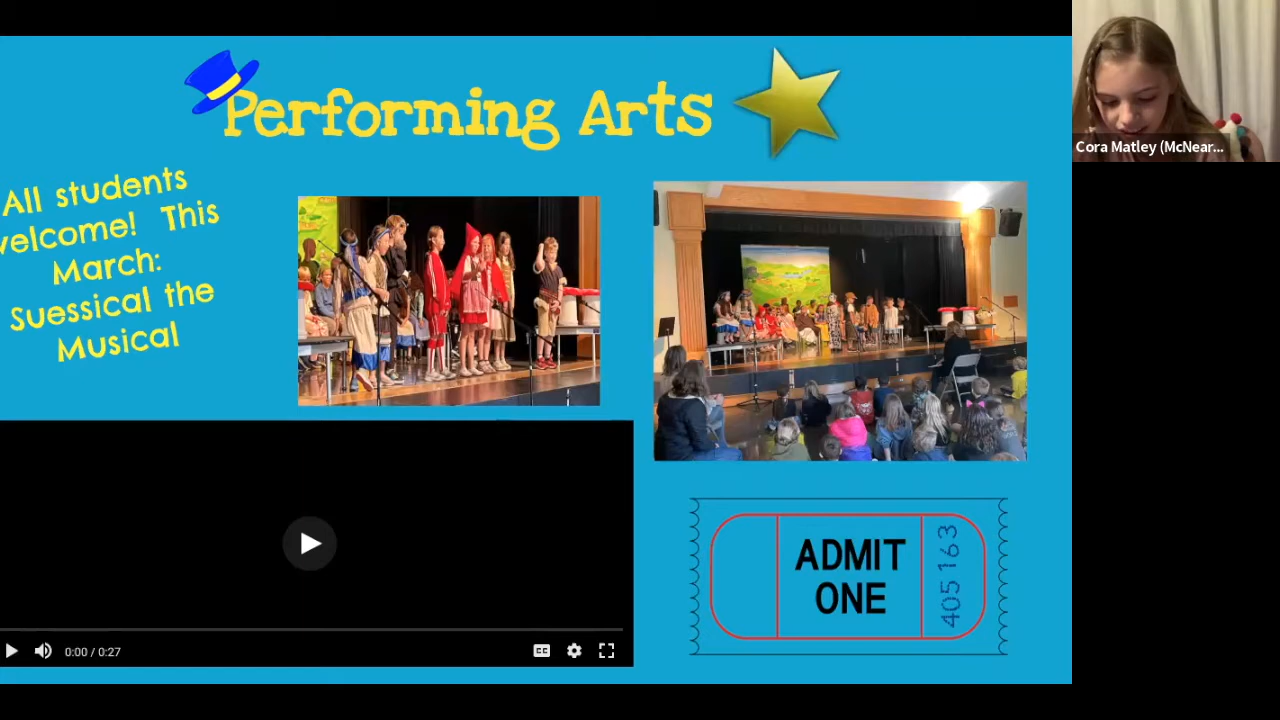 Performing Arts
All students
welcome! This
March:
Suessical the
Musical
Cora Matley (McNear...
ADMIT
ONE
405 163
0:00 / 0:27
CC